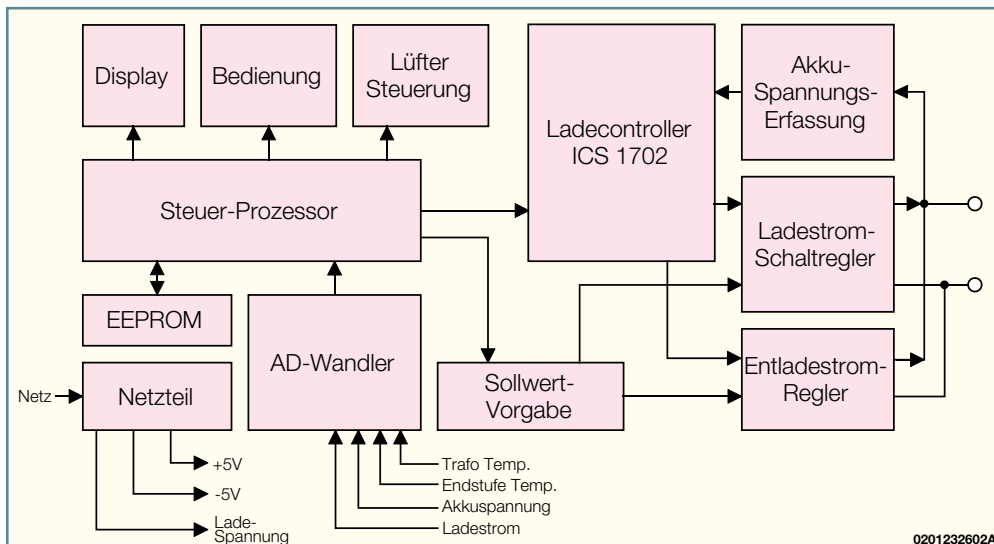 Display
Bedienung
Lüfter
Steuerung
Ladecontroller
ICS 1702
Akku-
Spannungs-
Erfassung
Steuer-Prozessor
Ladestrom-
Schaltregler
EEPROM
AD-Wandler
Sollwert-
Vorgabe
Entladestrom-
Regler
Netz
Netzteil
+5V
-5V
Lade-
Spannung
Trafo Temp.
Endstufe Temp.
Akkuspannung
Ladestrom
0201232602A